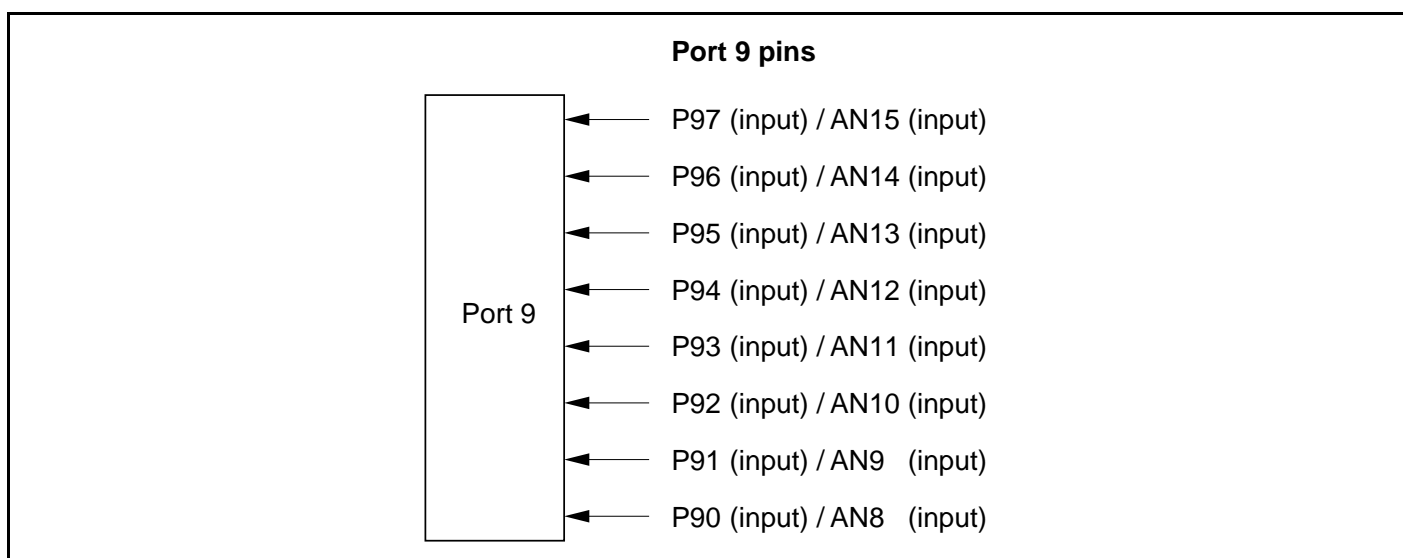 Port 9 pins
P97 (input) / AN15 (input)
P96 (input) / AN14 (input)
P95 (input) / AN13 (input)
P94 (input) / AN12 (input)
Port 9
P93 (input) / AN11 (input)
P92 (input) / AN10 (input)
P91 (input) / AN9 (input)
P90 (input) / AN8 (input)